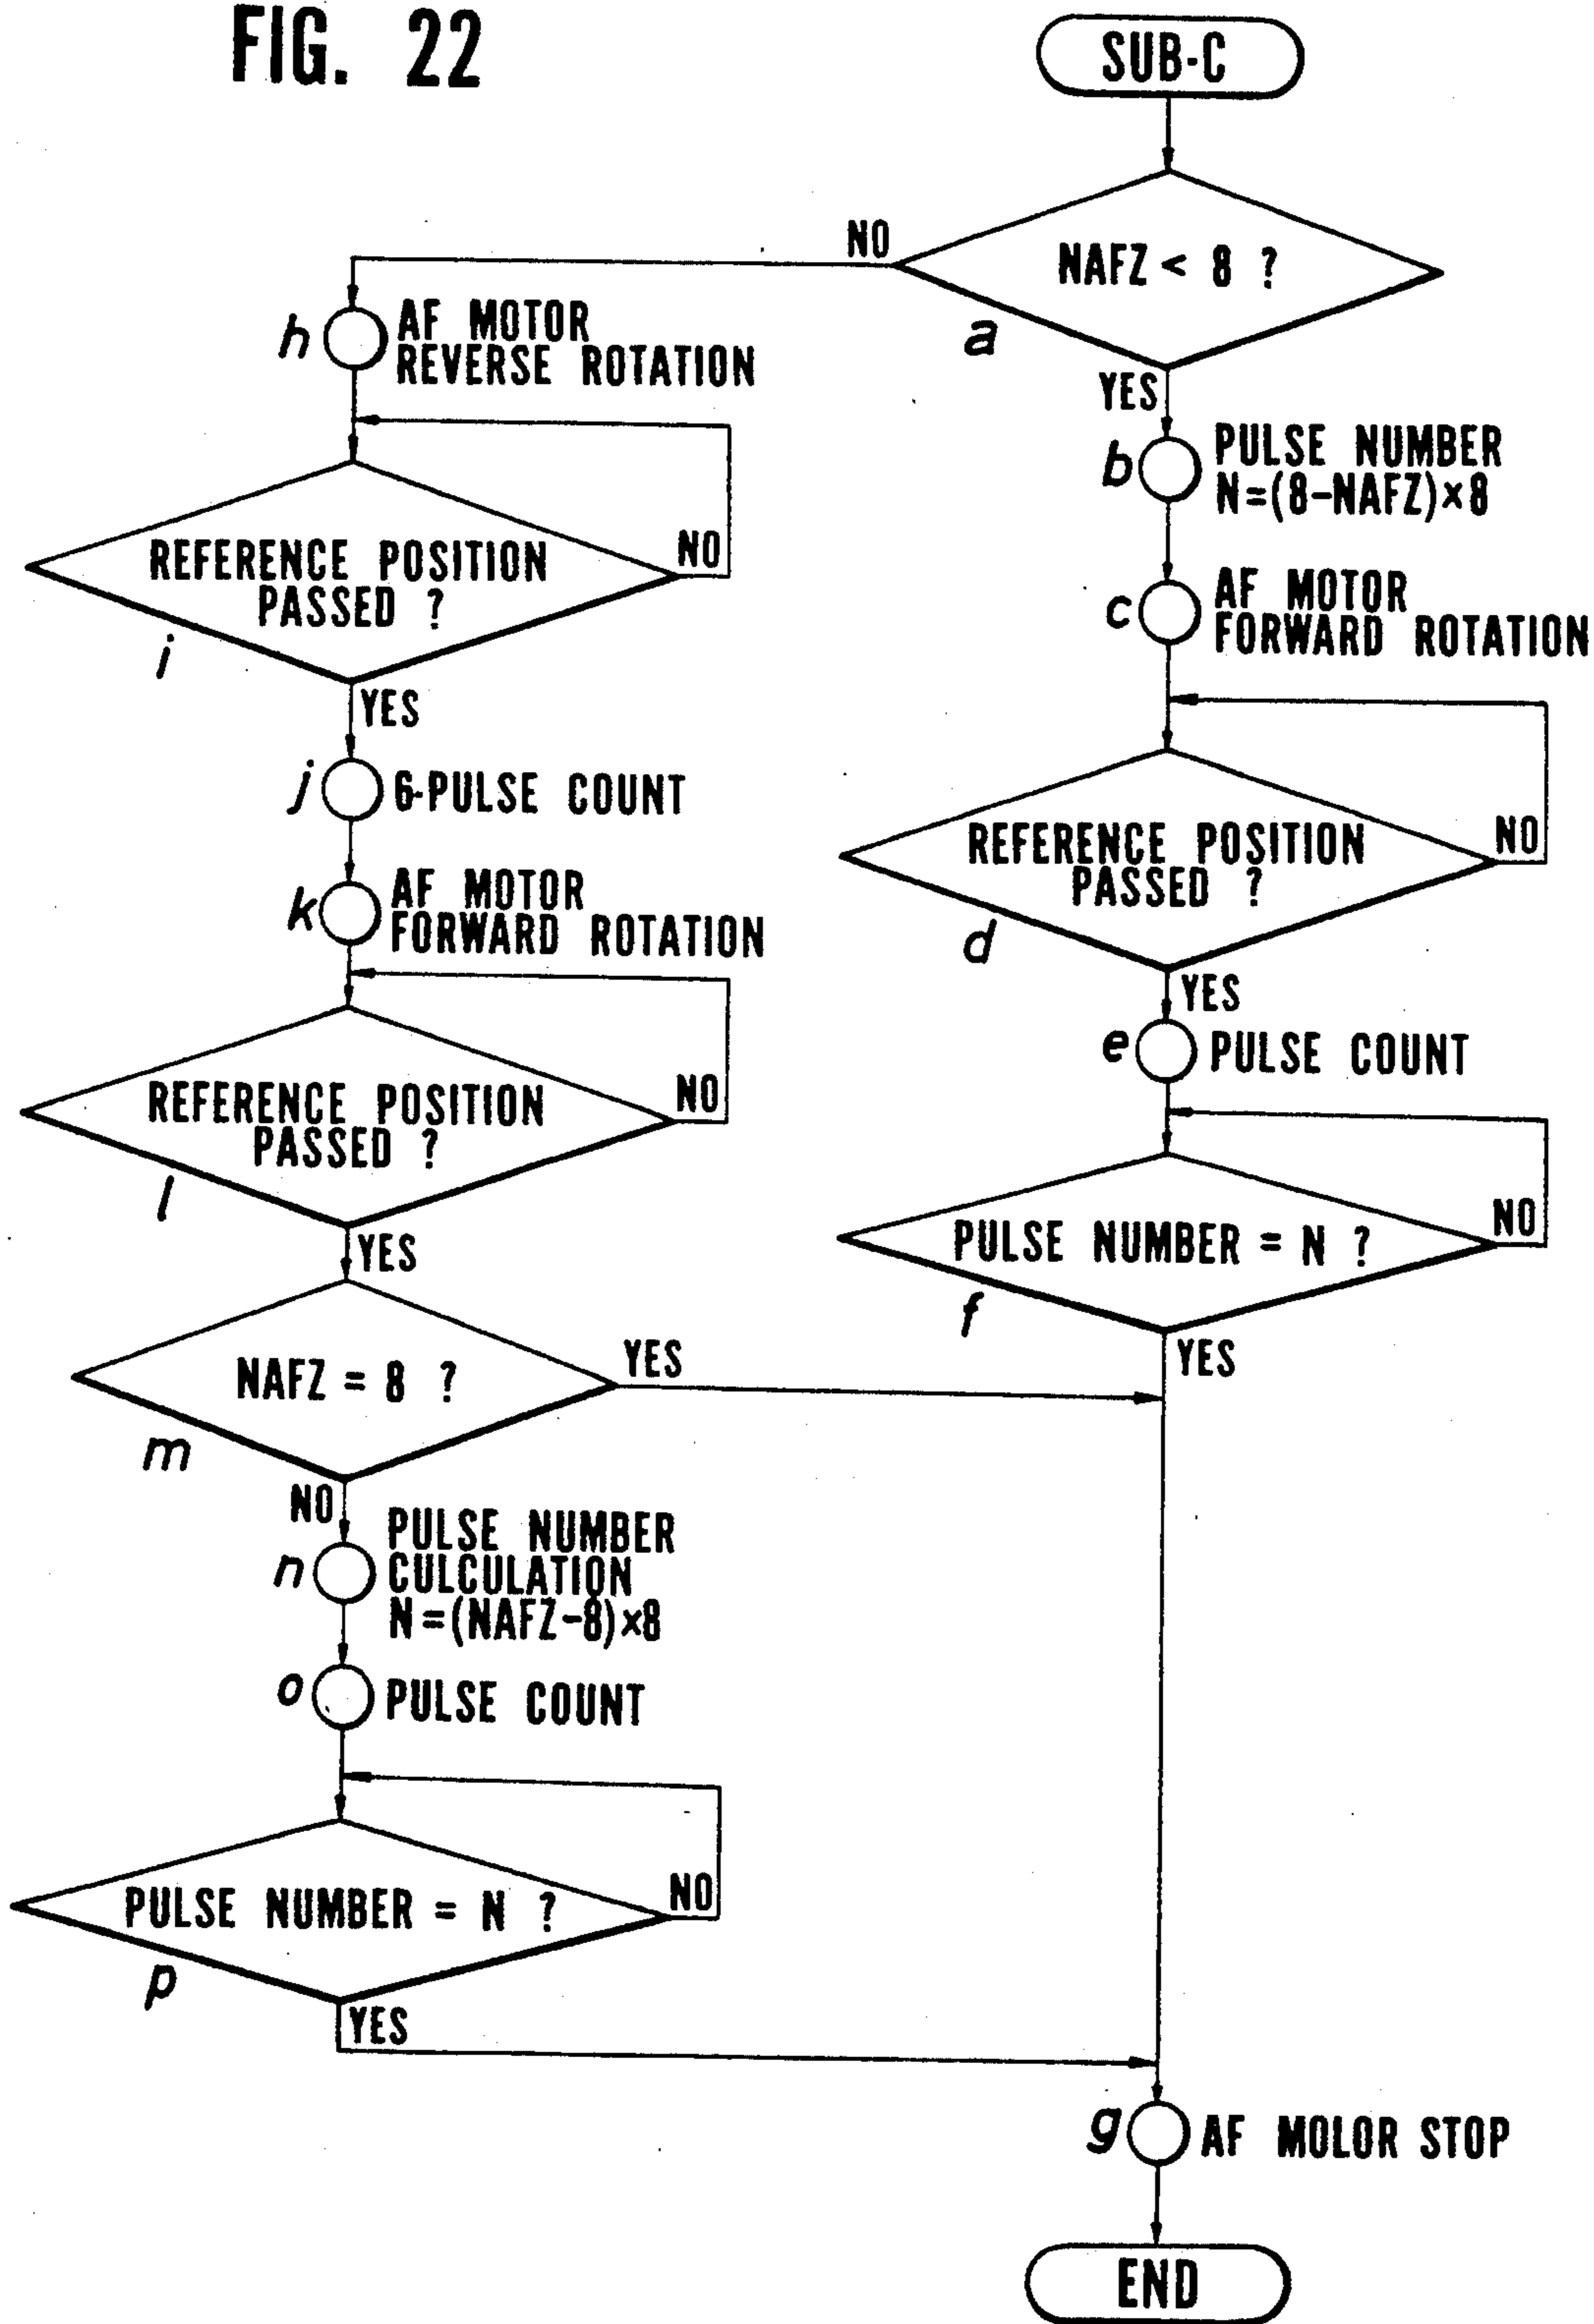 FIG. 22
SUB-C
NAFZ < 8 ?
a
NO
YES
b
PULSE NUMBER
N=(8-NAFZ)×8
c
AF MOTOR
FORWARD ROTATION
REFERENCE POSITION
PASSED ?
NO
d
YES
e
PULSE COUNT
PULSE NUMBER = N ?
NO
f
YES
h
AF MOTOR
REVERSE ROTATION
REFERENCE POSITION
PASSED ?
NO
i
YES
j
6-PULSE COUNT
k
AF MOTOR
FORWARD ROTATION
REFERENCE POSITION
PASSED ?
NO
l
YES
NAFZ = 8 ?
YES
m
NO
n
PULSE NUMBER
CULCULATION
N=(NAFZ-8)×8
o
PULSE COUNT
PULSE NUMBER = N ?
NO
p
YES
g
AF MOLOR STOP
END